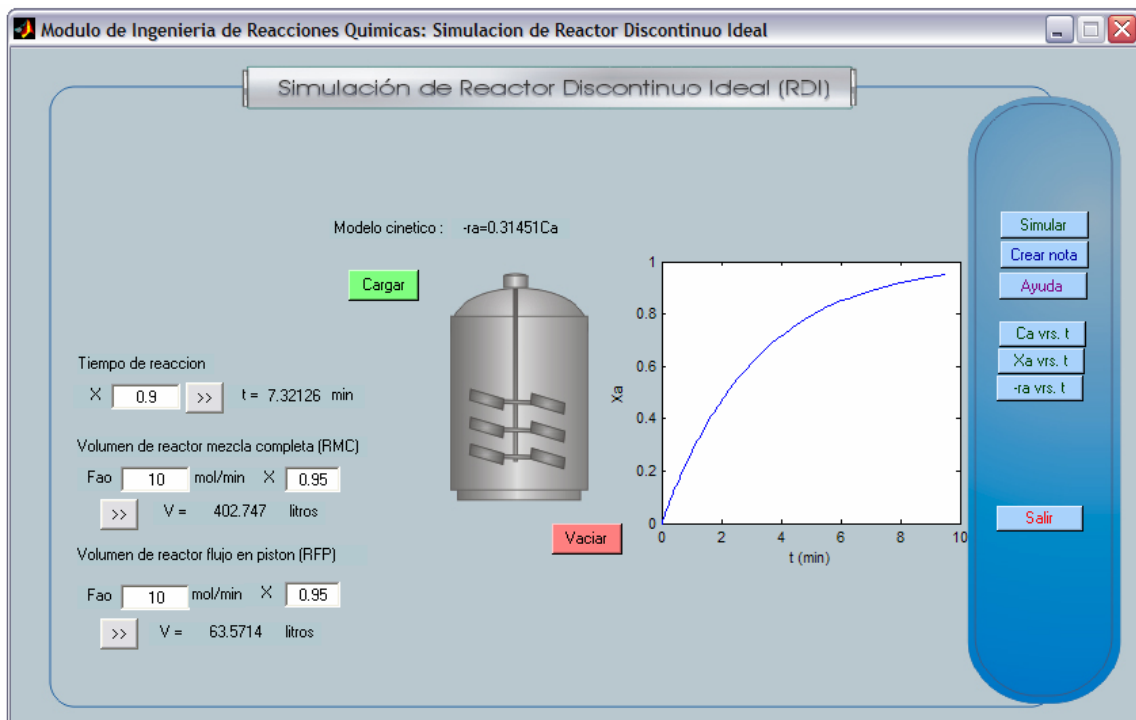 Modulo de Ingenieria de Reacciones Quimicas: Simulacion de Reactor Discontinuo Ideal
Simulación de Reactor Discontinuo Ideal (RDI)
Modelo cinetico : -ra=0.31451Ca
Cargar
Tiempo de reaccion
X 0.9 >> t = 7.32126 min
Volumen de reactor mezcla completa (RMC)
Fao 10 mol/min X 0.95
>> V = 402.747 litros
Volumen de reactor flujo en piston (RFP)
Fao 10 mol/min X 0.95
>> V = 63.5714 litros
Vaciar
1
0.8
0.6
0.4
0.2
0
Xa
0 2 4 6 8 10
t (min)
Simular
Crear nota
Ayuda
Ca vrs. t
Xa vrs. t
-ra vrs. t
Salir